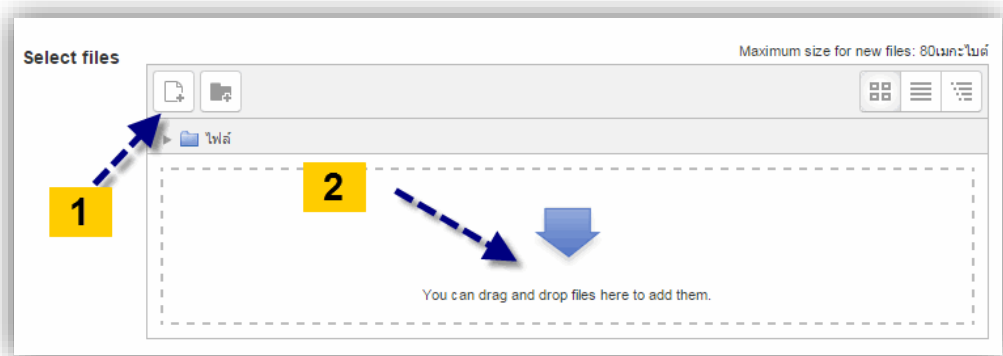 Maximum size for new files: 80เมกะไบต์
Select files
ไฟล์
1
2
You can drag and drop files here to add them.